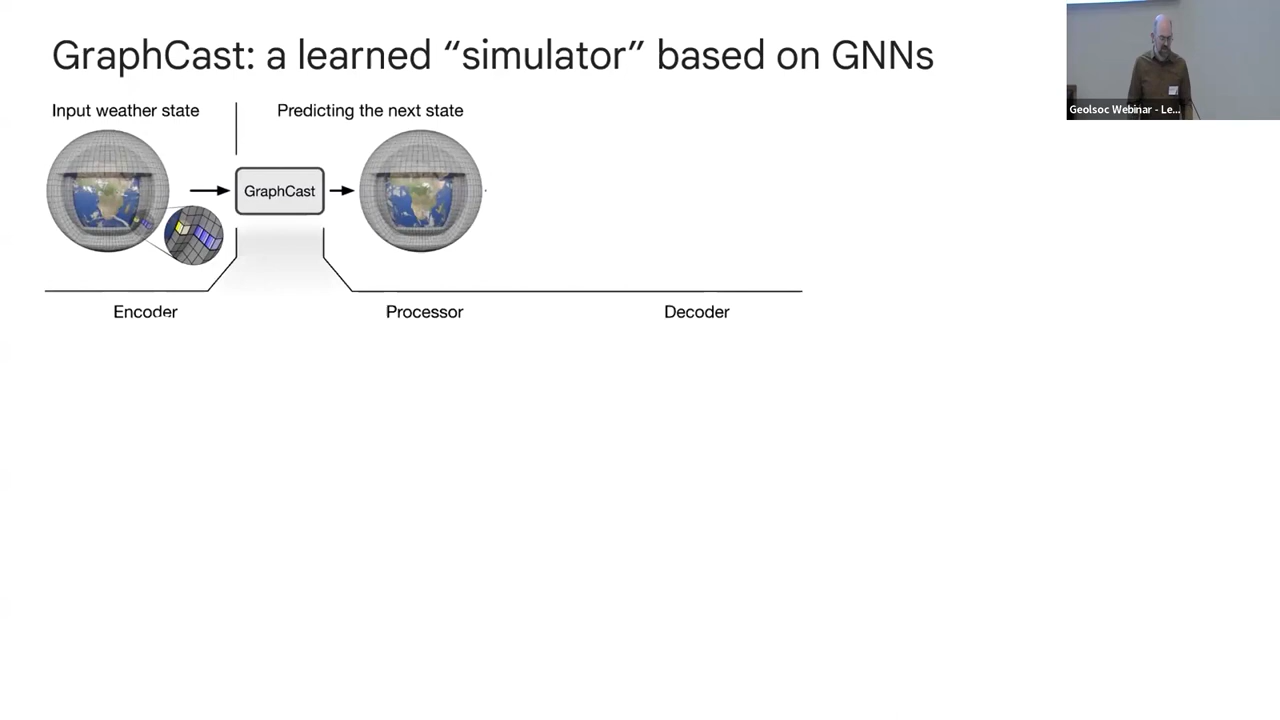 GraphCast: a learned “simulator” based on GNNs
Input weather state
Predicting the next state
GraphCast
Encoder
Processor
Decoder
Geolsoc Webinar - Le...